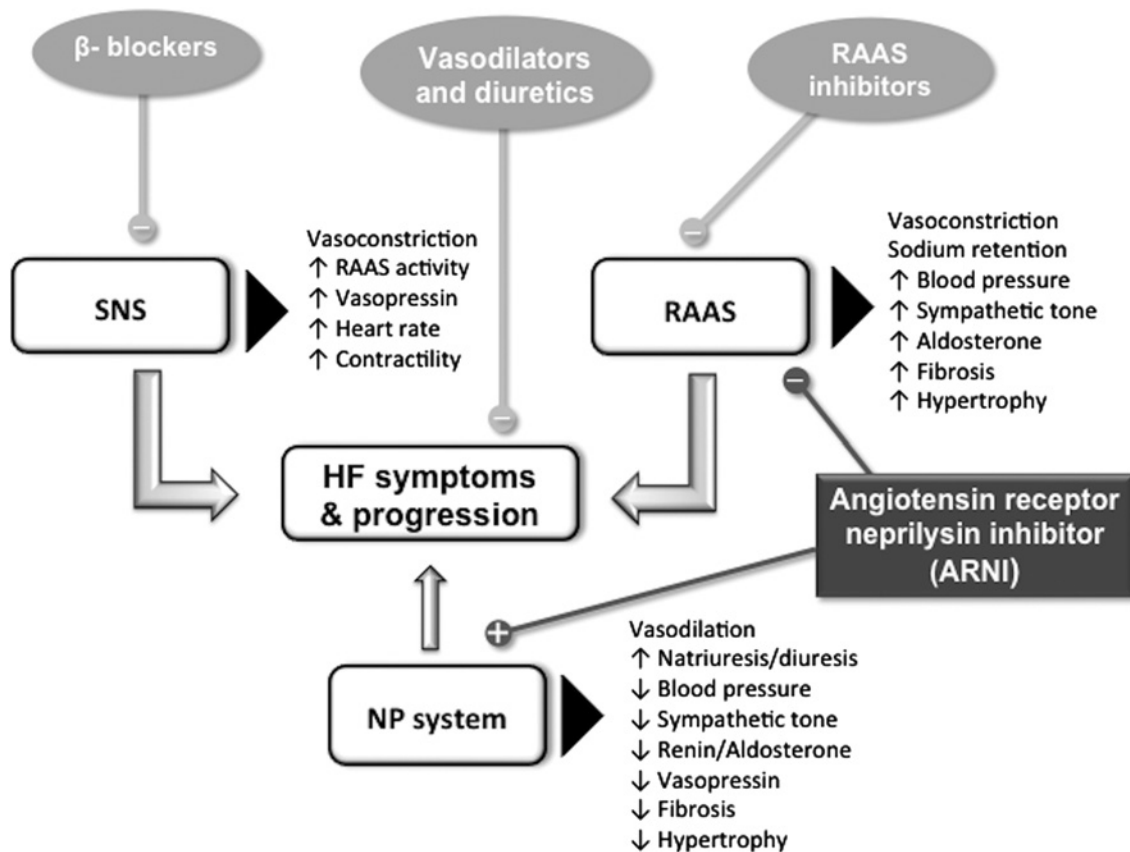 β- blockers
Vasodilators
and diuretics
RAAS
inhibitors
−
−
−
SNS
Vasoconstriction
↑ RAAS activity
↑ Vasopressin
↑ Heart rate
↑ Contractility
RAAS
Vasoconstriction
Sodium retention
↑ Blood pressure
↑ Sympathetic tone
↑ Aldosterone
↑ Fibrosis
↑ Hypertrophy
−
HF symptoms
& progression
Angiotensin receptor
neprilysin inhibitor
(ARNI)
+
NP system
Vasodilation
↑ Natriuresis/diuresis
↓ Blood pressure
↓ Sympathetic tone
↓ Renin/Aldosterone
↓ Vasopressin
↓ Fibrosis
↓ Hypertrophy